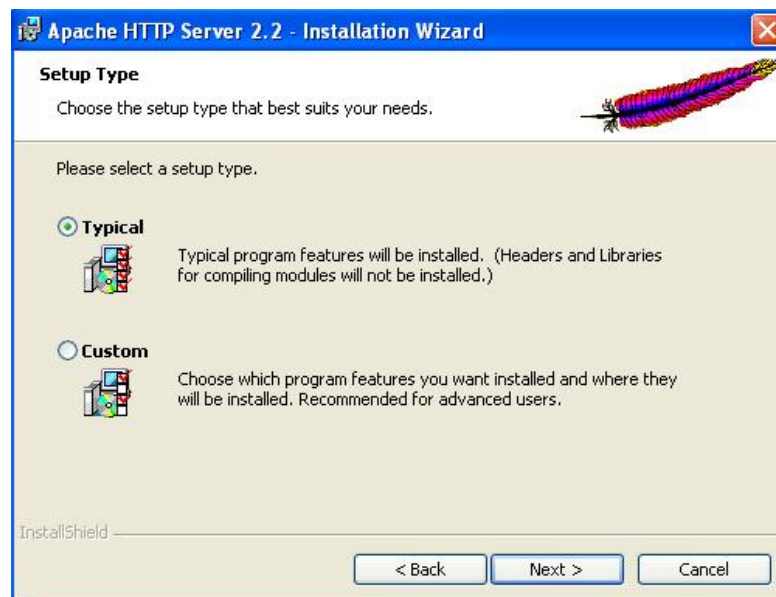 Apache HTTP Server 2.2 - Installation Wizard
Setup Type
Choose the setup type that best suits your needs.
Please select a setup type.
Typical
Typical program features will be installed. (Headers and Libraries
for compiling modules will not be installed.)
Custom
Choose which program features you want installed and where they
will be installed. Recommended for advanced users.
InstallShield
< Back Next > Cancel